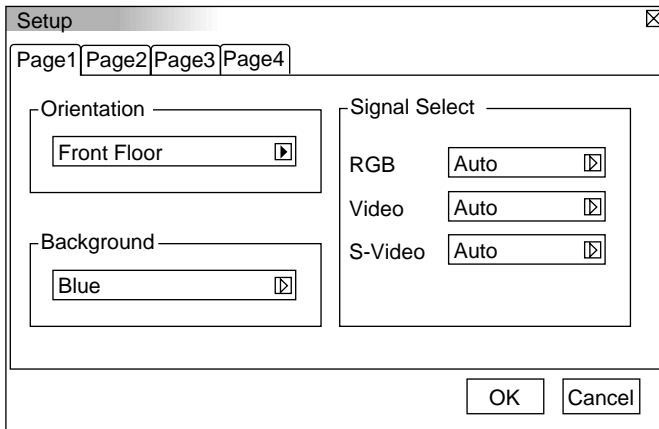 Setup
Page1 Page2 Page3 Page4
Orientation
Front Floor
Background
Blue
Signal Select
RGB Auto
Video Auto
S-Video Auto
OK Cancel